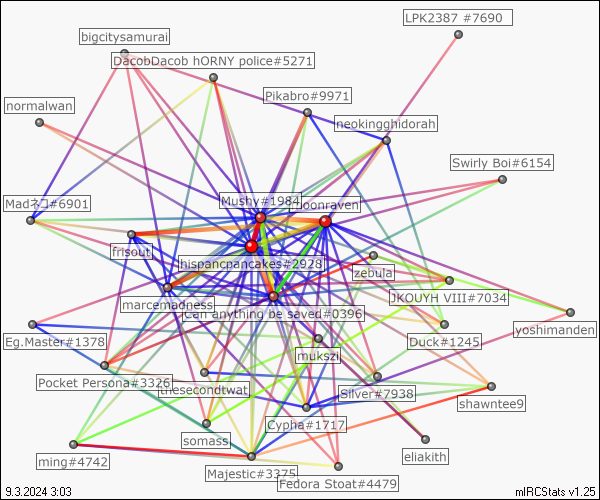 LPK2387 #7690
bigcitysamurai
DacobDacob hORNY police#5271
Pikabro#9971
normalwan
neokingghidorah
Swirly Boi#6154
Madネコ#6901
Mushy#1984
oonraven
frisout
hispancpancakes#2928
zebula
JKOUYH VIII#7034
marcemadness
Can anything be saved#0396
yoshimanden
Eg.Master#1378
Duck#1245
mukszi
Pocket Persona#3326
thesecondtwat
Silver#7938
shawntee9
Cypha#1717
somass
eliakith
ming#4742
Majestic#3375
Fedora Stoat#4479
9.3.2024 3:03
mIRCStats v1.25